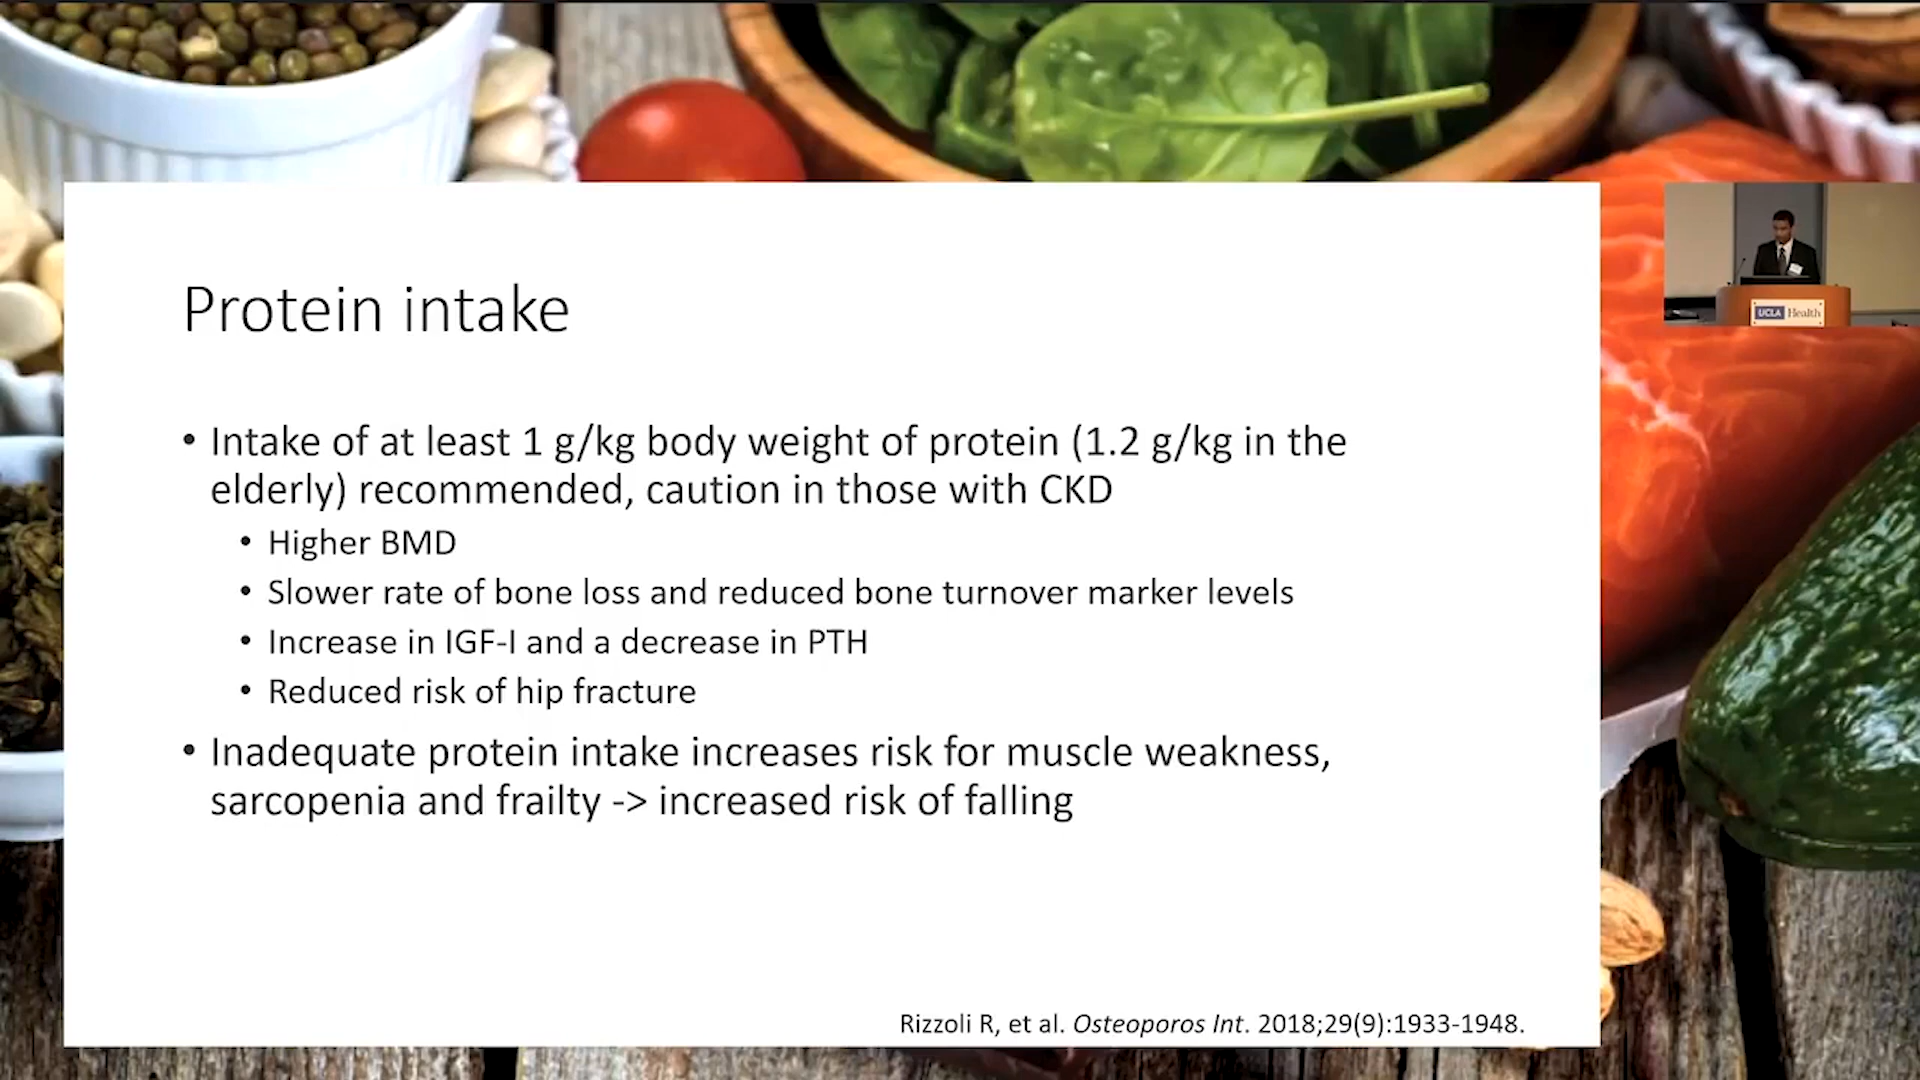 Protein intake
• Intake of at least 1 g/kg body weight of protein (1.2 g/kg in the
elderly) recommended, caution in those with CKD
• Higher BMD
• Slower rate of bone loss and reduced bone turnover marker levels
• Increase in IGF-I and a decrease in PTH
• Reduced risk of hip fracture
• Inadequate protein intake increases risk for muscle weakness,
sarcopenia and frailty -> increased risk of falling
Rizzoli R, et al. Osteoporos Int. 2018;29(9):1933-1948.
UCLA Health